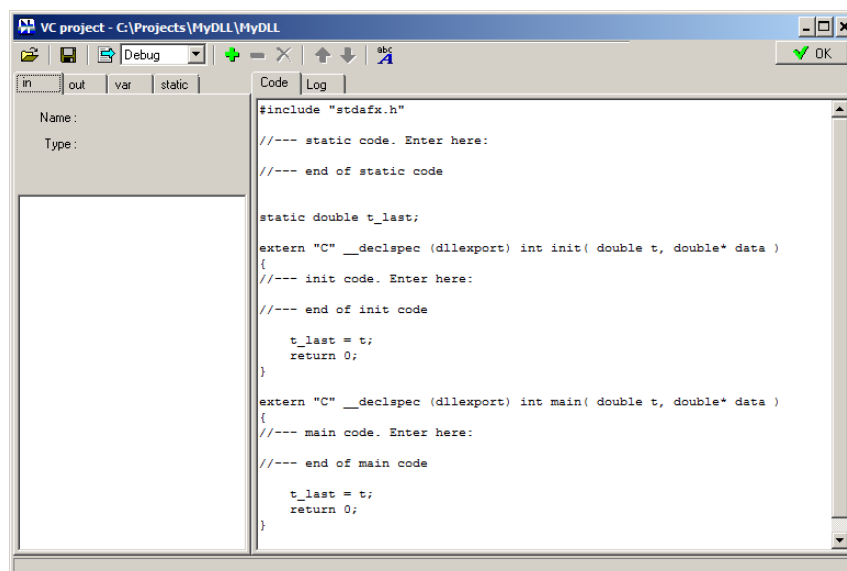 VC project - C:\Projects\MyDLL\MyDLL
Debug
abc
A
OK
in out var static
Code Log
Name :
Type :
#include "stdafx.h"
//--- static code. Enter here:
//--- end of static code
static double t_last;
extern "C" __declspec (dllexport) int init( double t, double* data )
{
//--- init code. Enter here:
//--- end of init code
    t_last = t;
    return 0;
}
extern "C" __declspec (dllexport) int main( double t, double* data )
{
//--- main code. Enter here:
//--- end of main code
    t_last = t;
    return 0;
}